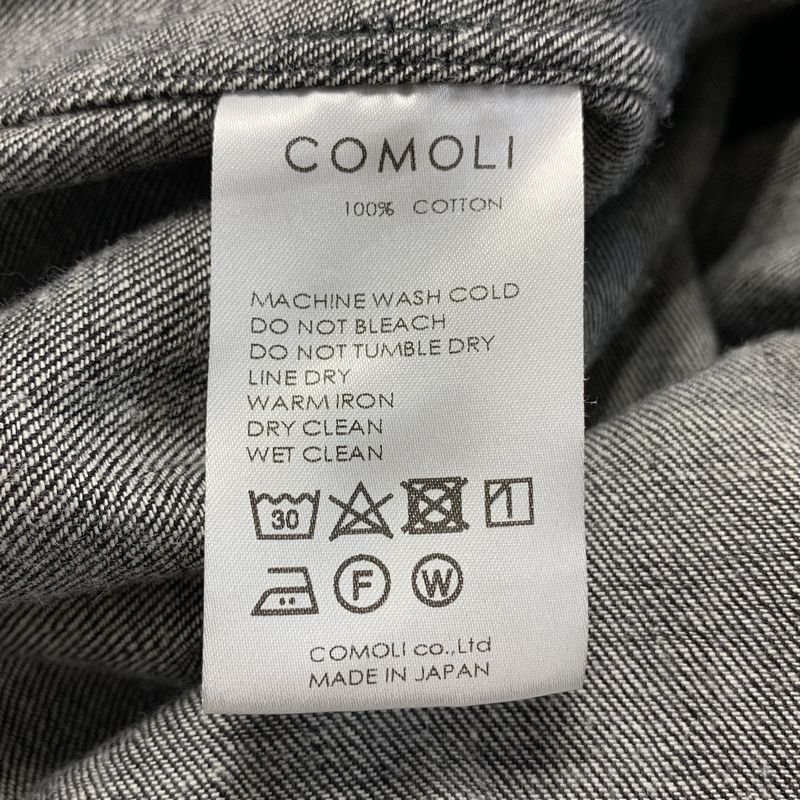 COMOLI
100% COTTON
MACHINE WASH COLD
DO NOT BLEACH
DO NOT TUMBLE DRY
LINE DRY
WARM IRON
DRY CLEAN
WET CLEAN
30
F W
COMOLI co.,Ltd
MADE IN JAPAN